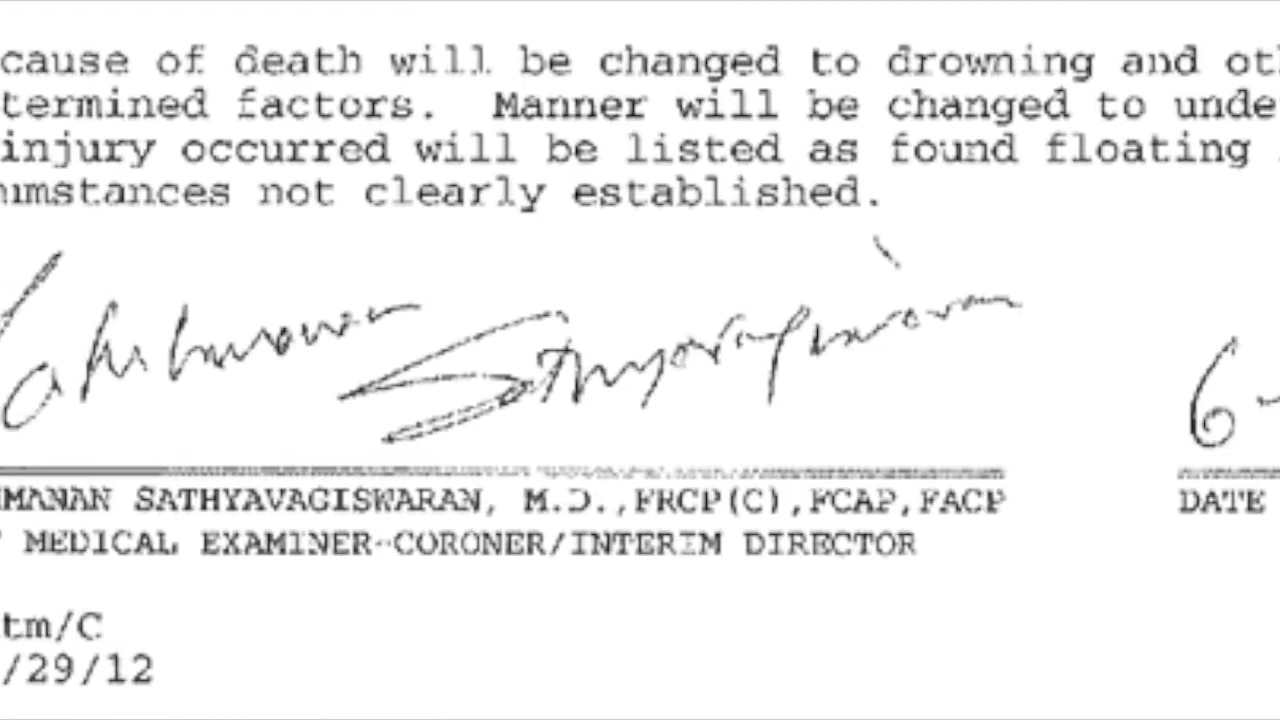 cause of death will be changed to drowning and oth
termined factors. Manner will be changed to unde
injury occurred will be listed as found floating
umstances not clearly established.
Sathyavagiswaran
6-
MANAN SATHYAVAGISWARAN, M.D.,FRCP(C),FCAP,FACP
DATE
MEDICAL EXAMINER-CORONER/INTERIM DIRECTOR
tm/C
/29/12